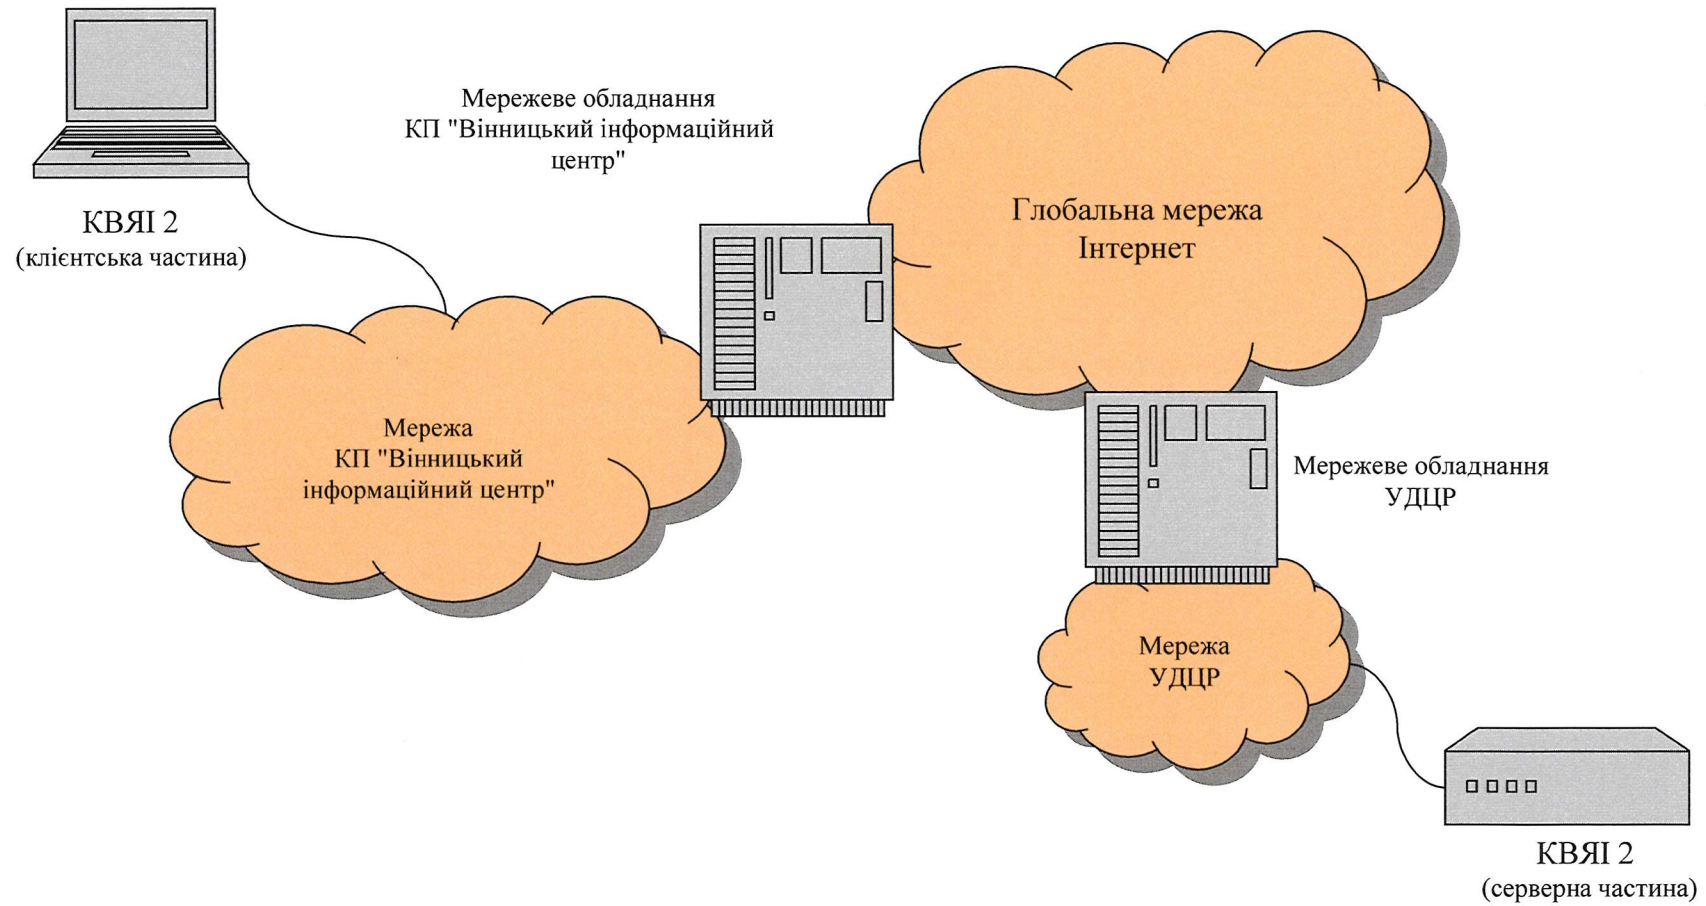 Мережеве обладнання
КП "Вінницький інформаційний
центр"
КВЯІ 2
(клієнтська частина)
Глобальна мережа
Інтернет
Мережа
КП "Вінницький
інформаційний центр"
Мережеве обладнання
УДЦР
Мережа
УДЦР
КВЯІ 2
(серверна частина)